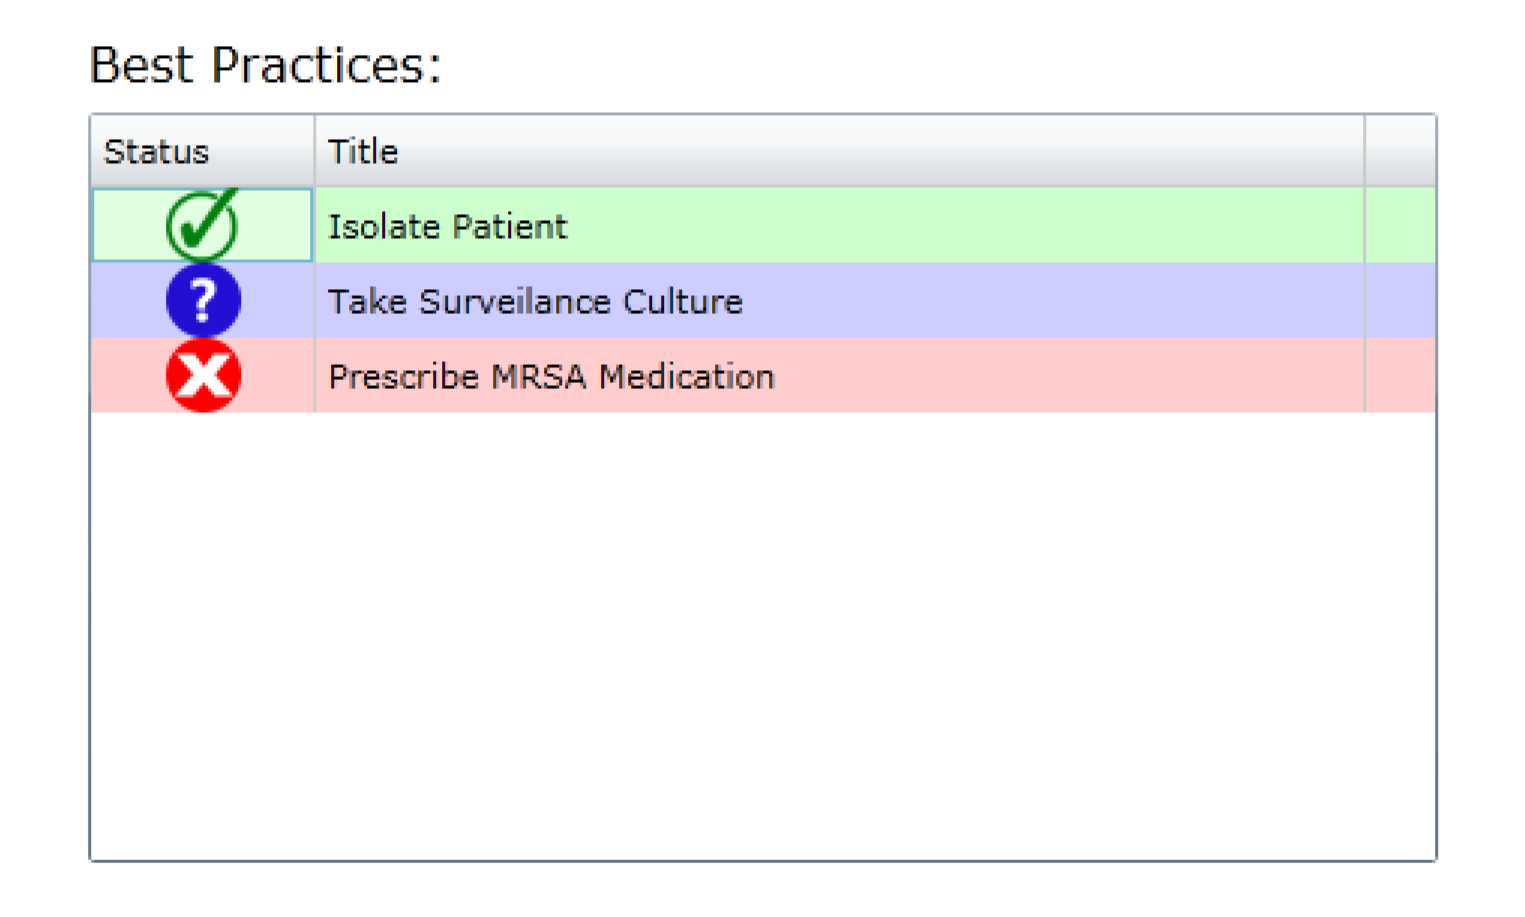 Best Practices:
Status Title
Isolate Patient
? Take Surveilance Culture
Prescribe MRSA Medication